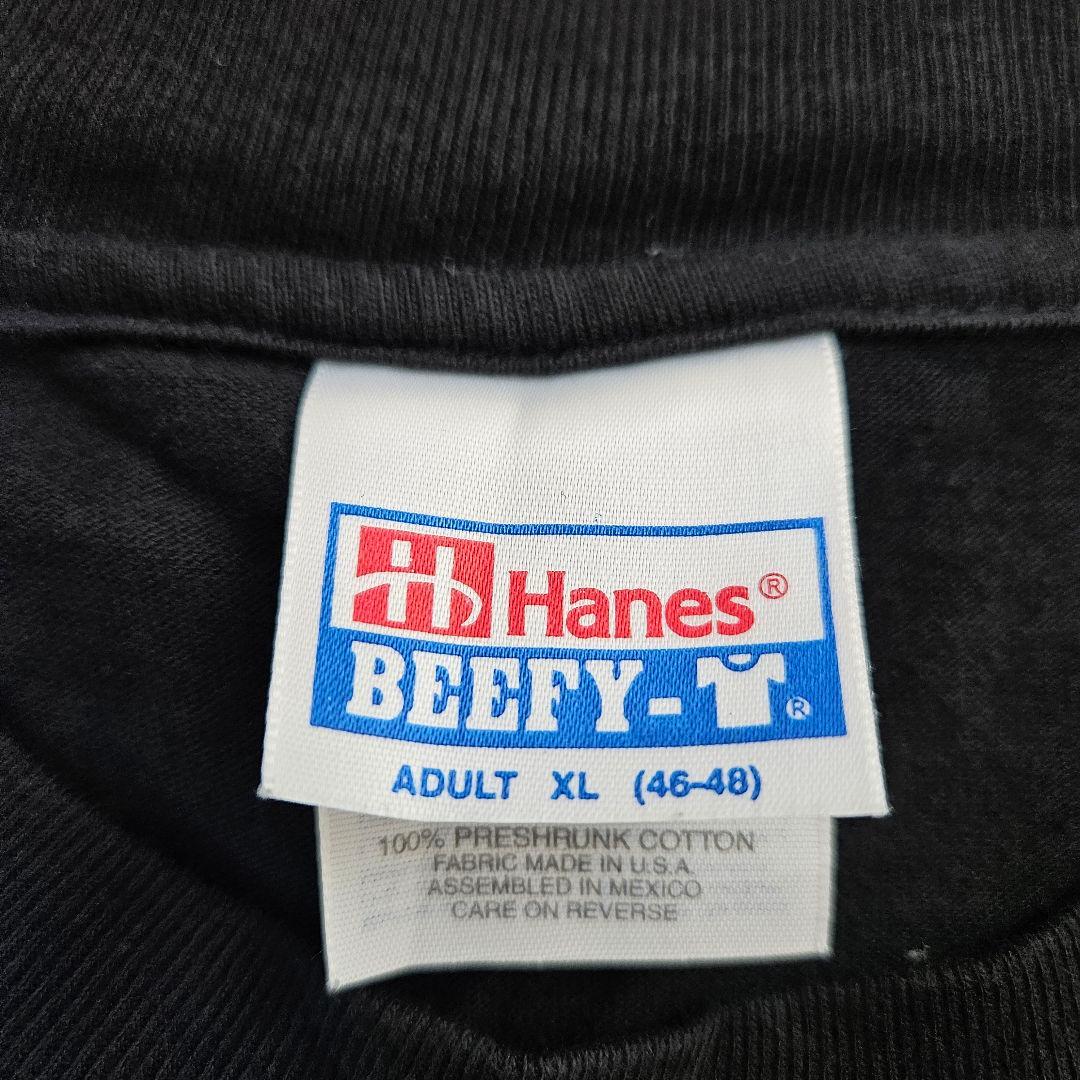 Hanes®
BEEFY-®
ADULT XL (46-48)
100% PRESHRUNK COTTON
FABRIC MADE IN U.S.A.
ASSEMBLED IN MEXICO
CARE ON REVERSE